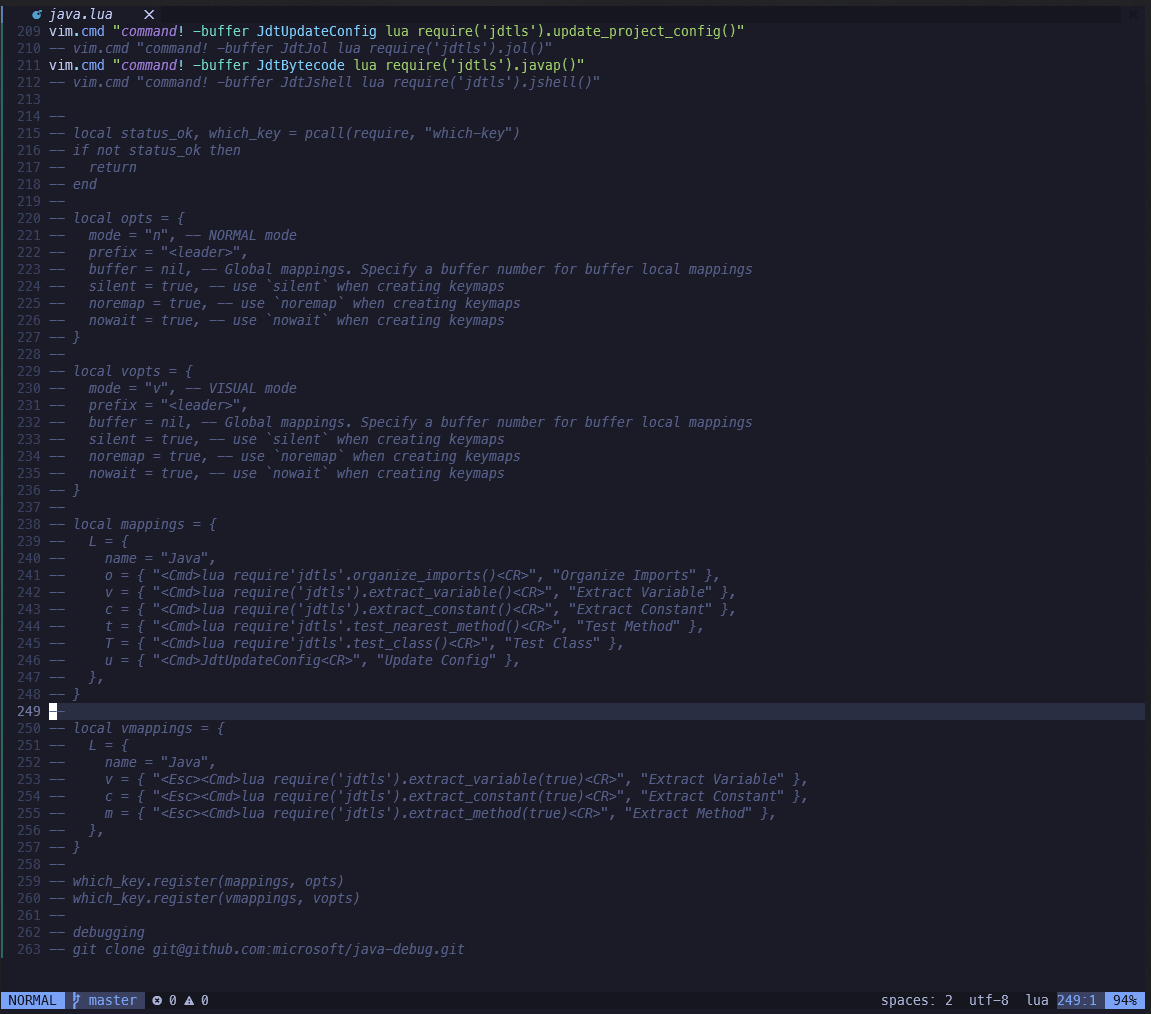 java.lua
209 vim.cmd "command! -buffer JdtUpdateConfig lua require('jdtls').update_project_config()"
210 -- vim.cmd "command! -buffer JdtJol lua require('jdtls').jol()"
211 vim.cmd "command! -buffer JdtBytecode lua require('jdtls').javap()"
212 -- vim.cmd "command! -buffer JdtJshell lua require('jdtls').jshell()"
213
214 --
215 -- local status_ok, which_key = pcall(require, "which-key")
216 -- if not status_ok then
217 --   return
218 -- end
219 --
220 -- local opts = {
221 --   mode = "n", -- NORMAL mode
222 --   prefix = "<leader>",
223 --   buffer = nil, -- Global mappings. Specify a buffer number for buffer local mappings
224 --   silent = true, -- use `silent` when creating keymaps
225 --   noremap = true, -- use `noremap` when creating keymaps
226 --   nowait = true, -- use `nowait` when creating keymaps
227 -- }
228 --
229 -- local vopts = {
230 --   mode = "v", -- VISUAL mode
231 --   prefix = "<leader>",
232 --   buffer = nil, -- Global mappings. Specify a buffer number for buffer local mappings
233 --   silent = true, -- use `silent` when creating keymaps
234 --   noremap = true, -- use `noremap` when creating keymaps
235 --   nowait = true, -- use `nowait` when creating keymaps
236 -- }
237 --
238 -- local mappings = {
239 --   L = {
240 --     name = "Java",
241 --     o = { "<Cmd>lua require'jdtls'.organize_imports()<CR>", "Organize Imports" },
242 --     v = { "<Cmd>lua require('jdtls').extract_variable()<CR>", "Extract Variable" },
243 --     c = { "<Cmd>lua require('jdtls').extract_constant()<CR>", "Extract Constant" },
244 --     t = { "<Cmd>lua require'jdtls'.test_nearest_method()<CR>", "Test Method" },
245 --     T = { "<Cmd>lua require'jdtls'.test_class()<CR>", "Test Class" },
246 --     u = { "<Cmd>JdtUpdateConfig<CR>", "Update Config" },
247 --   },
248 -- }
249 --
250 -- local vmappings = {
251 --   L = {
252 --     name = "Java",
253 --     v = { "<Esc><Cmd>lua require('jdtls').extract_variable(true)<CR>", "Extract Variable" },
254 --     c = { "<Esc><Cmd>lua require('jdtls').extract_constant(true)<CR>", "Extract Constant" },
255 --     m = { "<Esc><Cmd>lua require('jdtls').extract_method(true)<CR>", "Extract Method" },
256 --   },
257 -- }
258 --
259 -- which_key.register(mappings, opts)
260 -- which_key.register(vmappings, vopts)
261 --
262 -- debugging
263 -- git clone git@github.com:microsoft/java-debug.git
NORMAL master 0 0 spaces: 2 utf-8 lua 249:1 94%